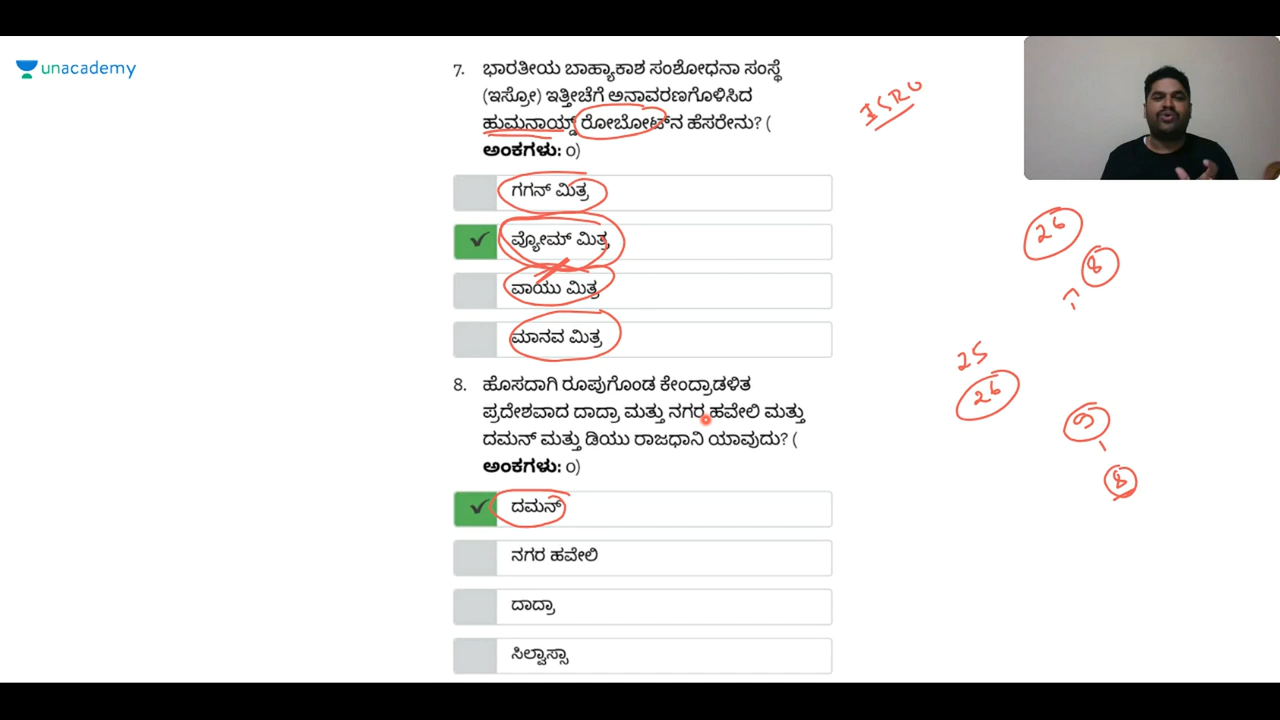 unacademy
7. ಭಾರತೀಯ ಬಾಹ್ಯಾಕಾಶ ಸಂಶೋಧನಾ ಸಂಸ್ಥೆ
(ಇಸ್ರೋ) ಇತ್ತೀಚೆಗೆ ಅನಾವರಣಗೊಳಿಸಿದ
ಹುಮನಾಯ್ಡ್ ರೋಬೋಟ್‌ನ ಹೆಸರೇನು? (
ಅಂಕಗಳು: 0)
ISRO
ಗಗನ್ ಮಿತ್ರ
✓ ವ್ಯೋಮ್ ಮಿತ್ರ
ವಾಯು ಮಿತ್ರ
ಮಾನವ ಮಿತ್ರ
26
8
25
26
9
8
8. ಹೊಸದಾಗಿ ರೂಪುಗೊಂಡ ಕೇಂದ್ರಾಡಳಿತ
ಪ್ರದೇಶವಾದ ದಾದ್ರಾ ಮತ್ತು ನಗರ ಹವೇಲಿ ಮತ್ತು
ದಮನ್ ಮತ್ತು ಡಿಯು ರಾಜಧಾನಿ ಯಾವುದು? (
ಅಂಕಗಳು: 0)
✓ ದಮನ್
ನಗರ ಹವೇಲಿ
ದಾದ್ರಾ
ಸಿಲ್ವಾಸ್ಸಾ